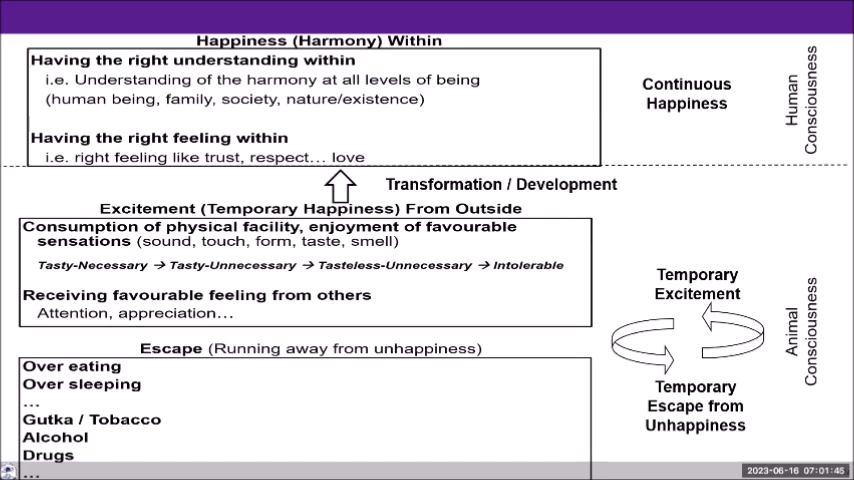 Happiness (Harmony) Within
Having the right understanding within
i.e. Understanding of the harmony at all levels of being
(human being, family, society, nature/existence)
Having the right feeling within
i.e. right feeling like trust, respect… love
Continuous
Happiness
Human
Consciousness
Transformation / Development
Excitement (Temporary Happiness) From Outside
Consumption of physical facility, enjoyment of favourable
sensations (sound, touch, form, taste, smell)
Tasty-Necessary → Tasty-Unnecessary → Tasteless-Unnecessary → Intolerable
Receiving favourable feeling from others
Attention, appreciation…
Temporary
Excitement
Animal
Consciousness
Temporary
Escape from
Unhappiness
Escape (Running away from unhappiness)
Over eating
Over sleeping
…
Gutka / Tobacco
Alcohol
Drugs
…
2023-06-16 07:01:45